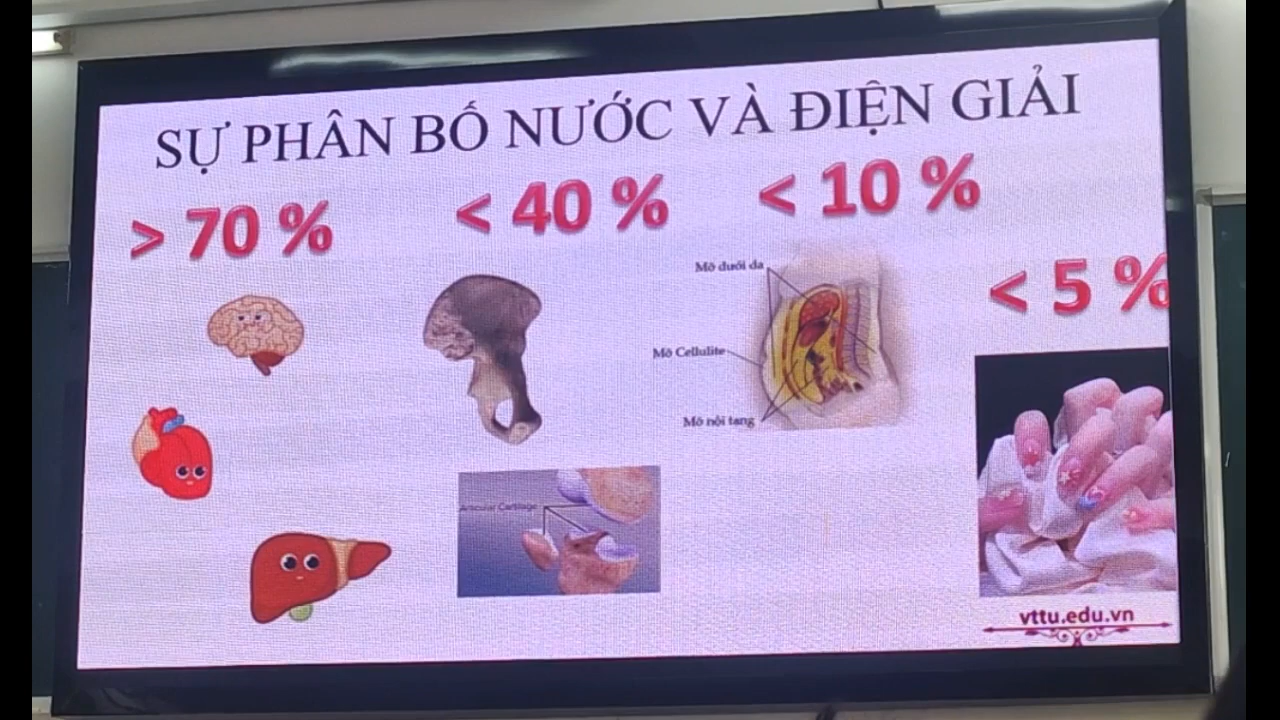 SỰ PHÂN BỐ NƯỚC VÀ ĐIỆN GIẢI
> 70 %
< 40 %
< 10 %
< 5 %
Mô dưới da
Mô Cellulite
Mô nội tạng
Articular Cartilage
vttu.edu.vn